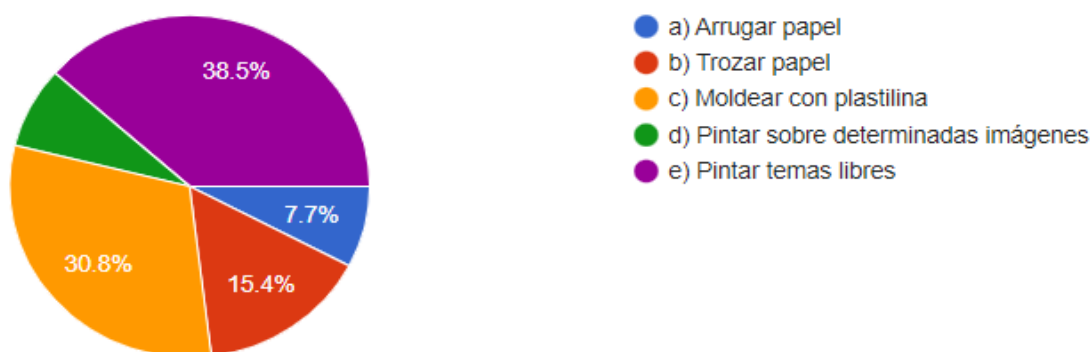 38.5%
7.7%
15.4%
30.8%
a) Arrugar papel
b) Trozar papel
c) Moldear con plastilina
d) Pintar sobre determinadas imágenes
e) Pintar temas libres